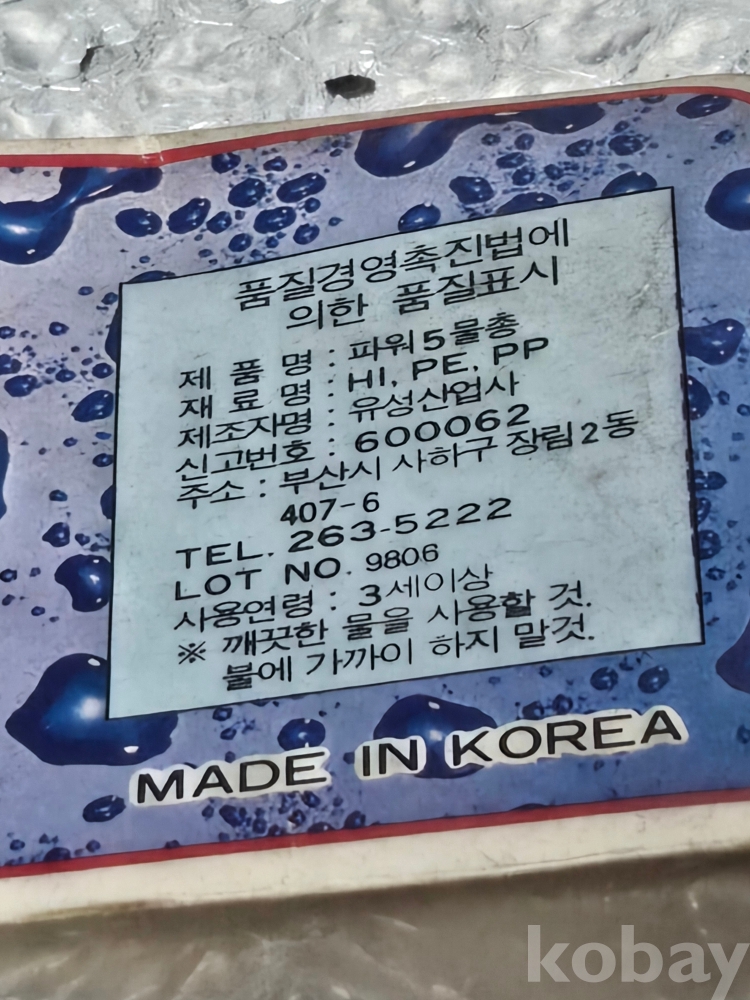 품질경영촉진법에
의한 품질표시
제 품 명 : 파워5물총
재 료 명 : HI, PE, PP
제조자명 : 유성산업사
신고번호 : 600062
주소 : 부산시 사하구 장림2동
407-6
TEL. 263-5222
LOT NO. 9806
사용연령 : 3세이상
※ 깨끗한 물을 사용할 것.
불에 가까이 하지 말것.
MADE IN KOREA
kobay